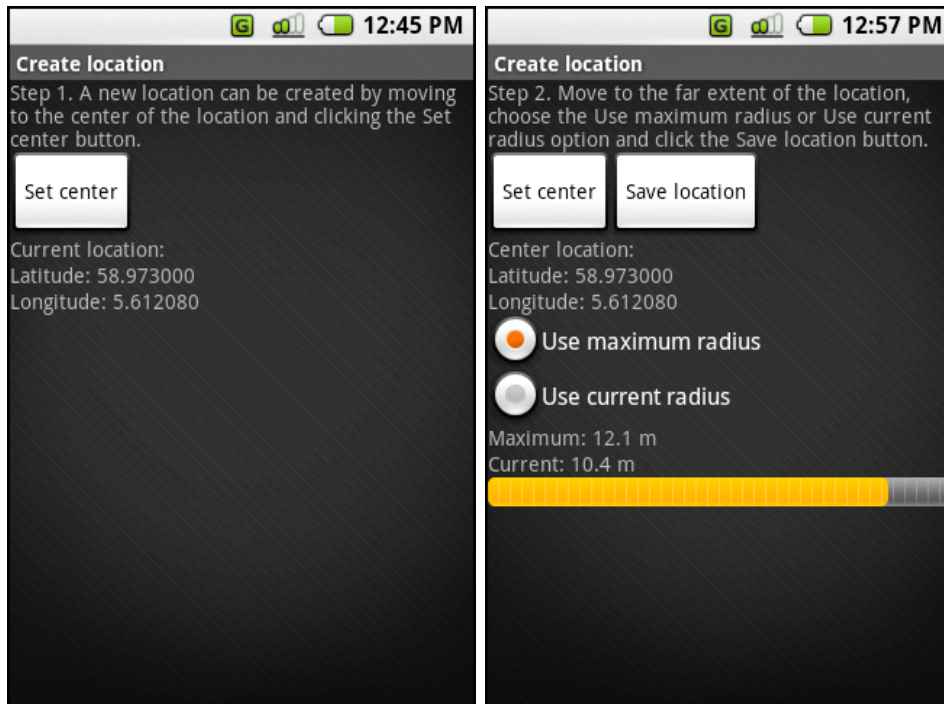 G 12:45 PM
Create location
Step 1. A new location can be created by moving
to the center of the location and clicking the Set
center button.
Set center
Current location:
Latitude: 58.973000
Longitude: 5.612080
G 12:57 PM
Create location
Step 2. Move to the far extent of the location,
choose the Use maximum radius or Use current
radius option and click the Save location button.
Set center Save location
Center location:
Latitude: 58.973000
Longitude: 5.612080
Use maximum radius
Use current radius
Maximum: 12.1 m
Current: 10.4 m